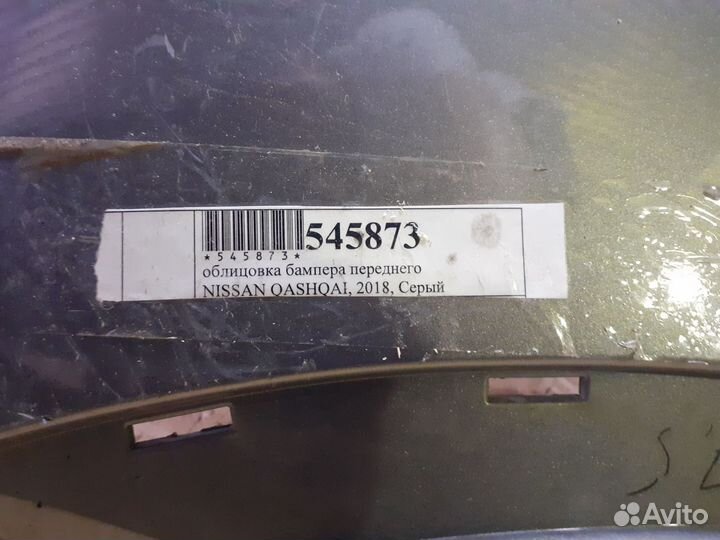 545873
*545873*
облицовка бампера переднего
NISSAN QASHQAI, 2018, Серый
Avito